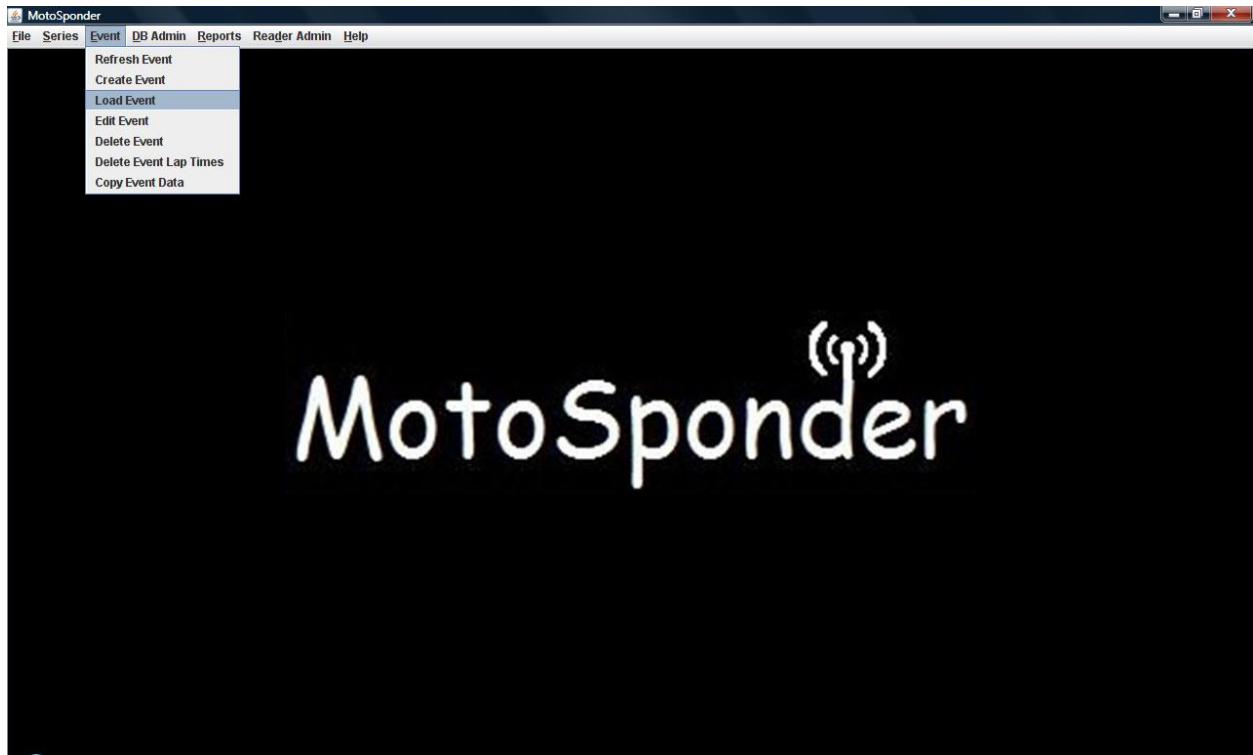 MotoSponder
File Series Event DB Admin Reports Reader Admin Help
Refresh Event
Create Event
Load Event
Edit Event
Delete Event
Delete Event Lap Times
Copy Event Data
MotoSponder